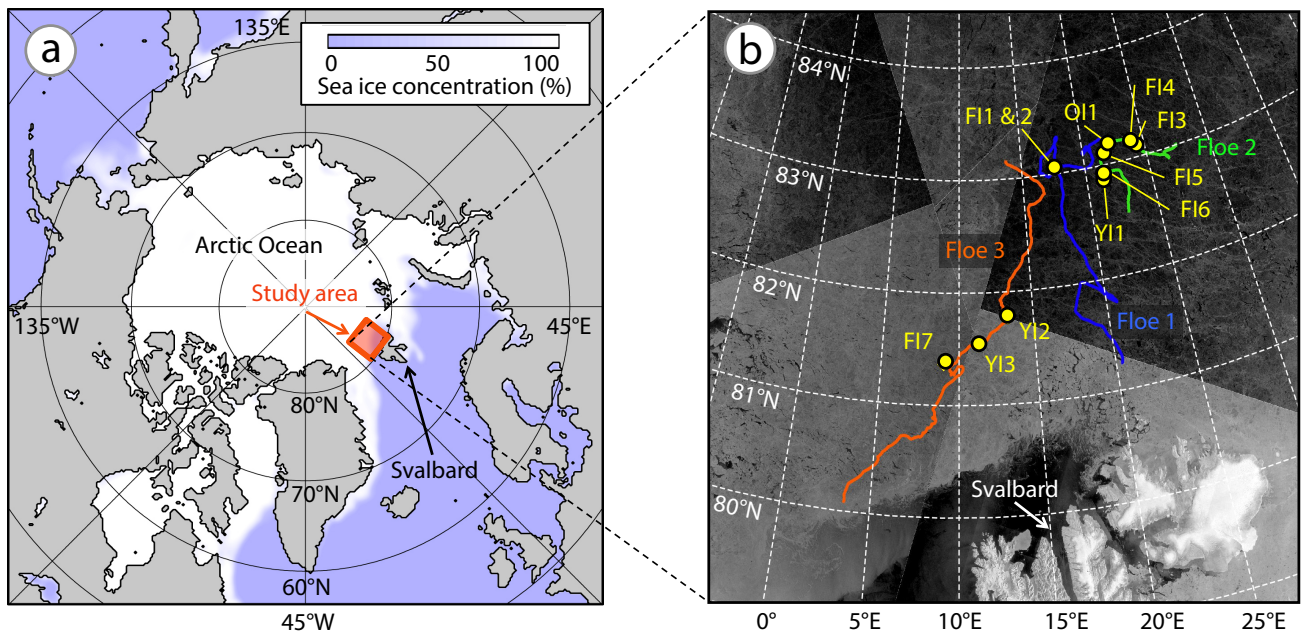 a
135°E
0 50 100
Sea ice concentration (%)
Arctic Ocean
Study area
135°W
45°E
80°N
Svalbard
70°N
60°N
45°W
b
84°N
FI4
OI1
FI1 & 2
FI3
Floe 2
83°N
FI5
FI6
YI1
Floe 3
82°N
Floe 1
YI2
FI7
YI3
81°N
Svalbard
80°N
0° 5°E 10°E 15°E 20°E 25°E